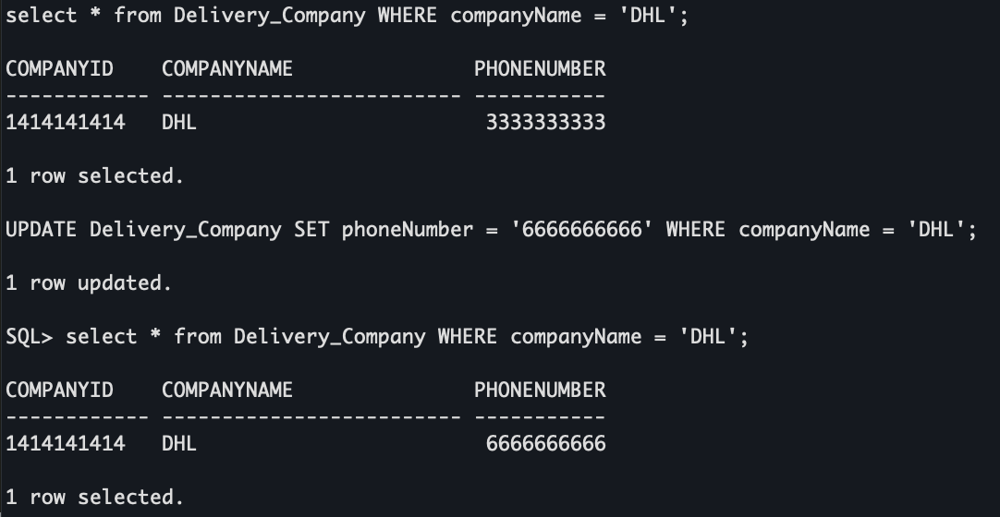 select * from Delivery_Company WHERE companyName = 'DHL';
COMPANYID    COMPANYNAME               PHONENUMBER
------------ ------------------------- -----------
1414141414   DHL                        3333333333
1 row selected.
UPDATE Delivery_Company SET phoneNumber = '6666666666' WHERE companyName = 'DHL';
1 row updated.
SQL> select * from Delivery_Company WHERE companyName = 'DHL';
COMPANYID    COMPANYNAME               PHONENUMBER
------------ ------------------------- -----------
1414141414   DHL                        6666666666
1 row selected.